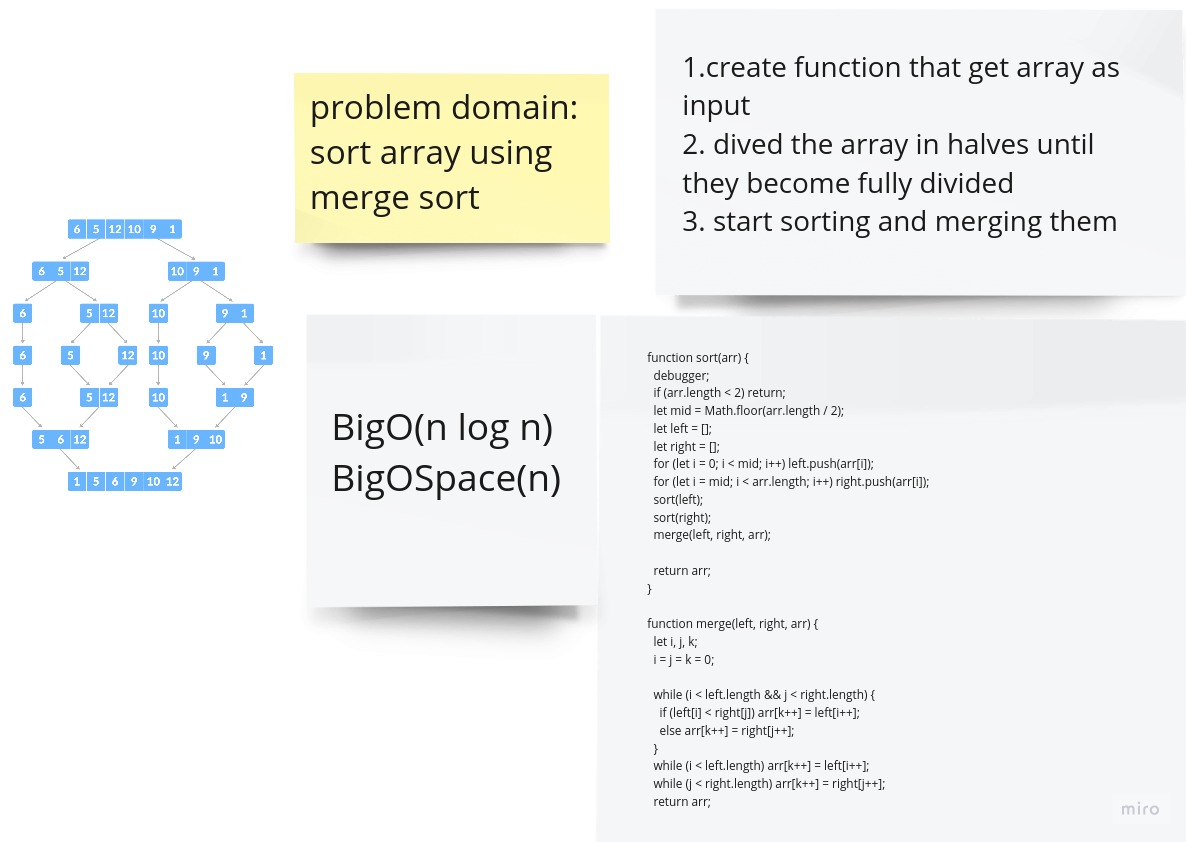 problem domain:
sort array using
merge sort
1.create function that get array as
input
2. dived the array in halves until
they become fully divided
3. start sorting and merging them
6 5 12 10 9 1
6 5 12 10 9 1
6 5 12 10 9 1
6 5 12 10 9 1
6 5 12 10 1 9
5 6 12 1 9 10
1 5 6 9 10 12
BigO(n log n)
BigOSpace(n)
function sort(arr) {
debugger;
if (arr.length < 2) return;
let mid = Math.floor(arr.length / 2);
let left = [];
let right = [];
for (let i = 0; i < mid; i++) left.push(arr[i]);
for (let i = mid; i < arr.length; i++) right.push(arr[i]);
sort(left);
sort(right);
merge(left, right, arr);
return arr;
}
function merge(left, right, arr) {
let i, j, k;
i = j = k = 0;
while (i < left.length && j < right.length) {
if (left[i] < right[j]) arr[k++] = left[i++];
else arr[k++] = right[j++];
}
while (i < left.length) arr[k++] = left[i++];
while (j < right.length) arr[k++] = right[j++];
return arr;
miro